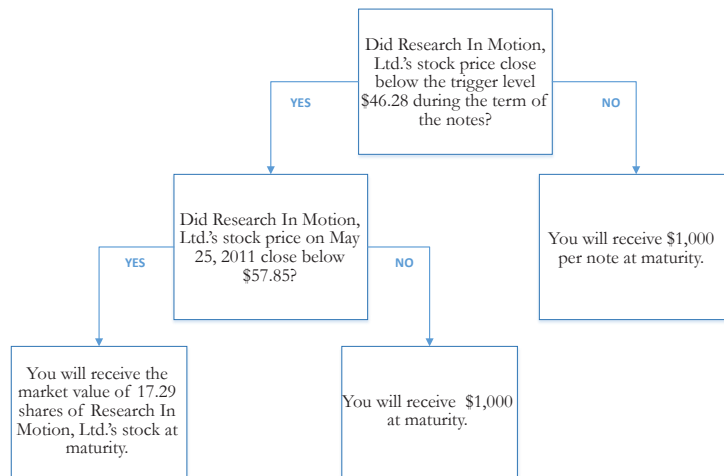 Did Research In Motion,
Ltd.'s stock price close
below the trigger level
$46.28 during the term of
the notes?
YES
NO
Did Research In Motion,
Ltd.'s stock price on May
25, 2011 close below
$57.85?
You will receive $1,000
per note at maturity.
YES
NO
You will receive the
market value of 17.29
shares of Research In
Motion, Ltd.'s stock at
maturity.
You will receive $1,000
at maturity.